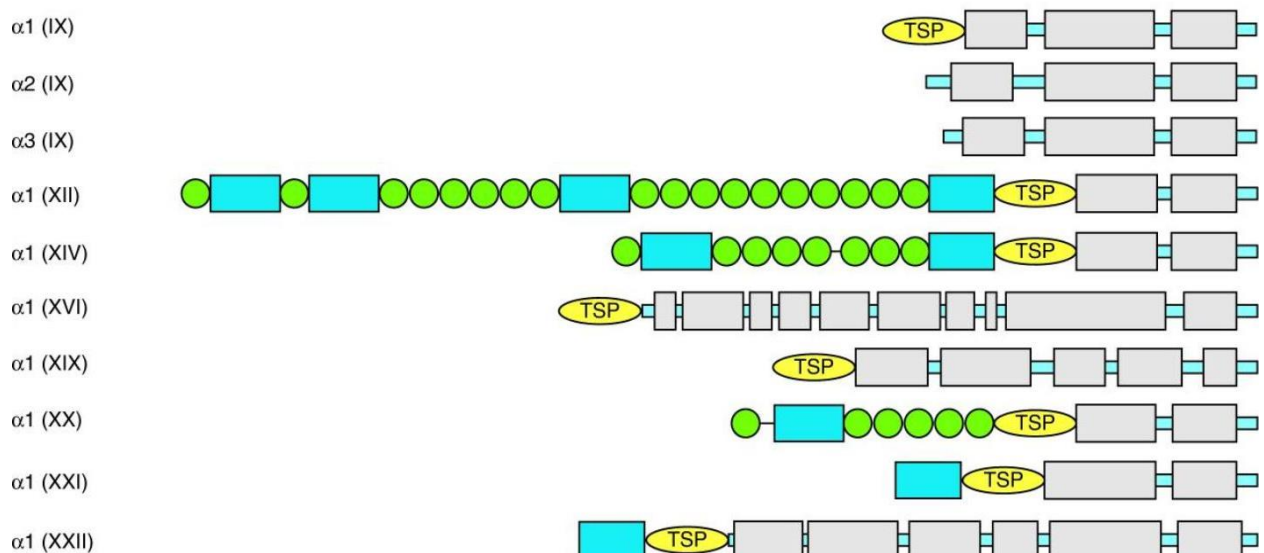 α1 (IX) TSP
α2 (IX)
α3 (IX)
α1 (XII) TSP
α1 (XIV) TSP
α1 (XVI) TSP
α1 (XIX) TSP
α1 (XX) TSP
α1 (XXI) TSP
α1 (XXII) TSP